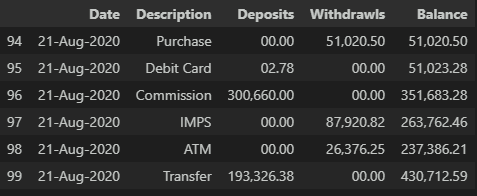 Date Description Deposits Withdrawls Balance
94 21-Aug-2020 Purchase 00.00 51,020.50 51,020.50
95 21-Aug-2020 Debit Card 02.78 00.00 51,023.28
96 21-Aug-2020 Commission 300,660.00 00.00 351,683.28
97 21-Aug-2020 IMPS 00.00 87,920.82 263,762.46
98 21-Aug-2020 ATM 00.00 26,376.25 237,386.21
99 21-Aug-2020 Transfer 193,326.38 00.00 430,712.59